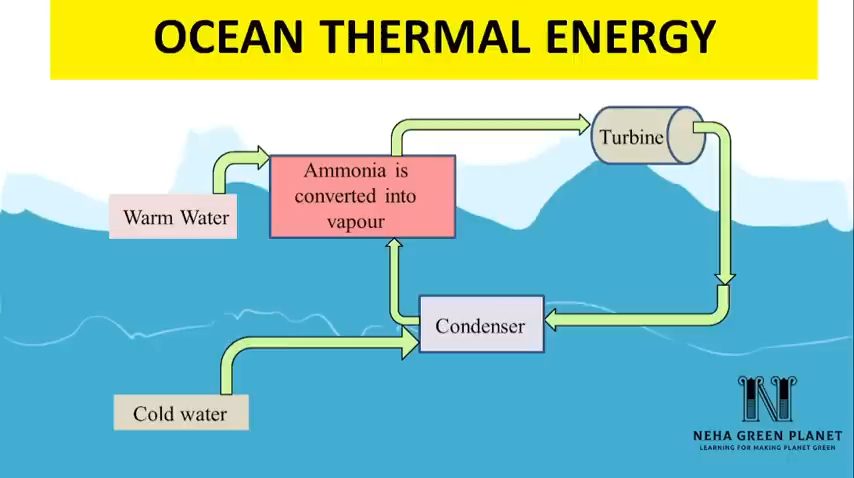 OCEAN THERMAL ENERGY
Turbine
Ammonia is
converted into
vapour
Warm Water
Condenser
Cold water
N
NEHA GREEN PLANET
LEARNING FOR MAKING PLANET GREEN